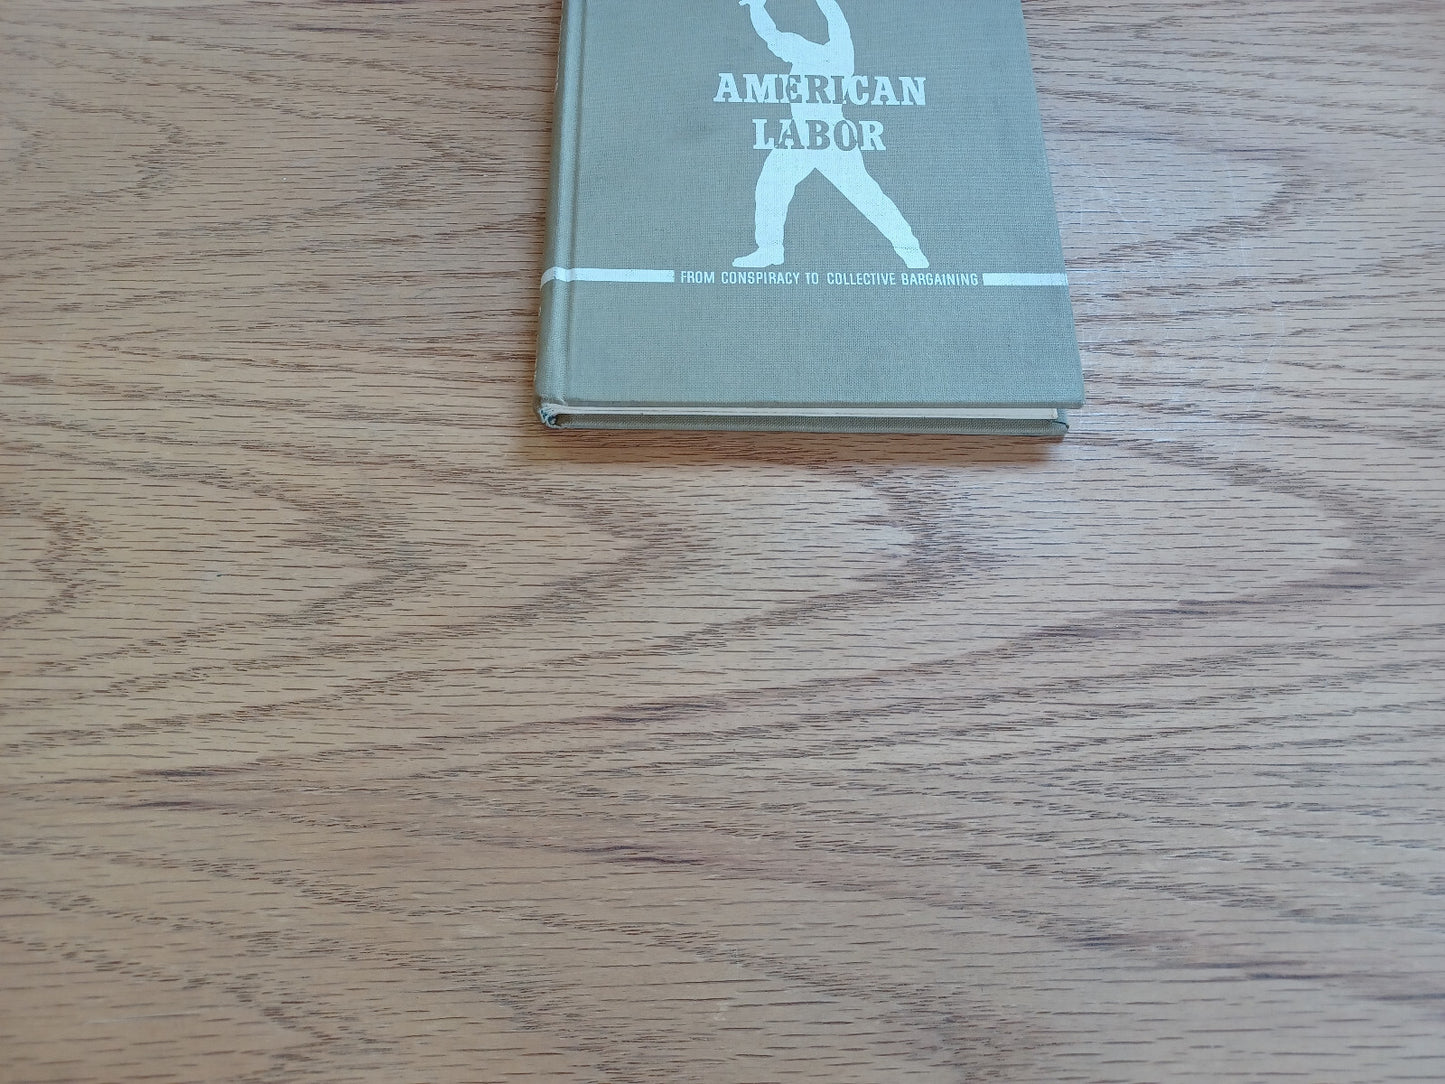 AMERICAN
LABOR
FROM CONSPIRACY TO COLLECTIVE BARGAINING